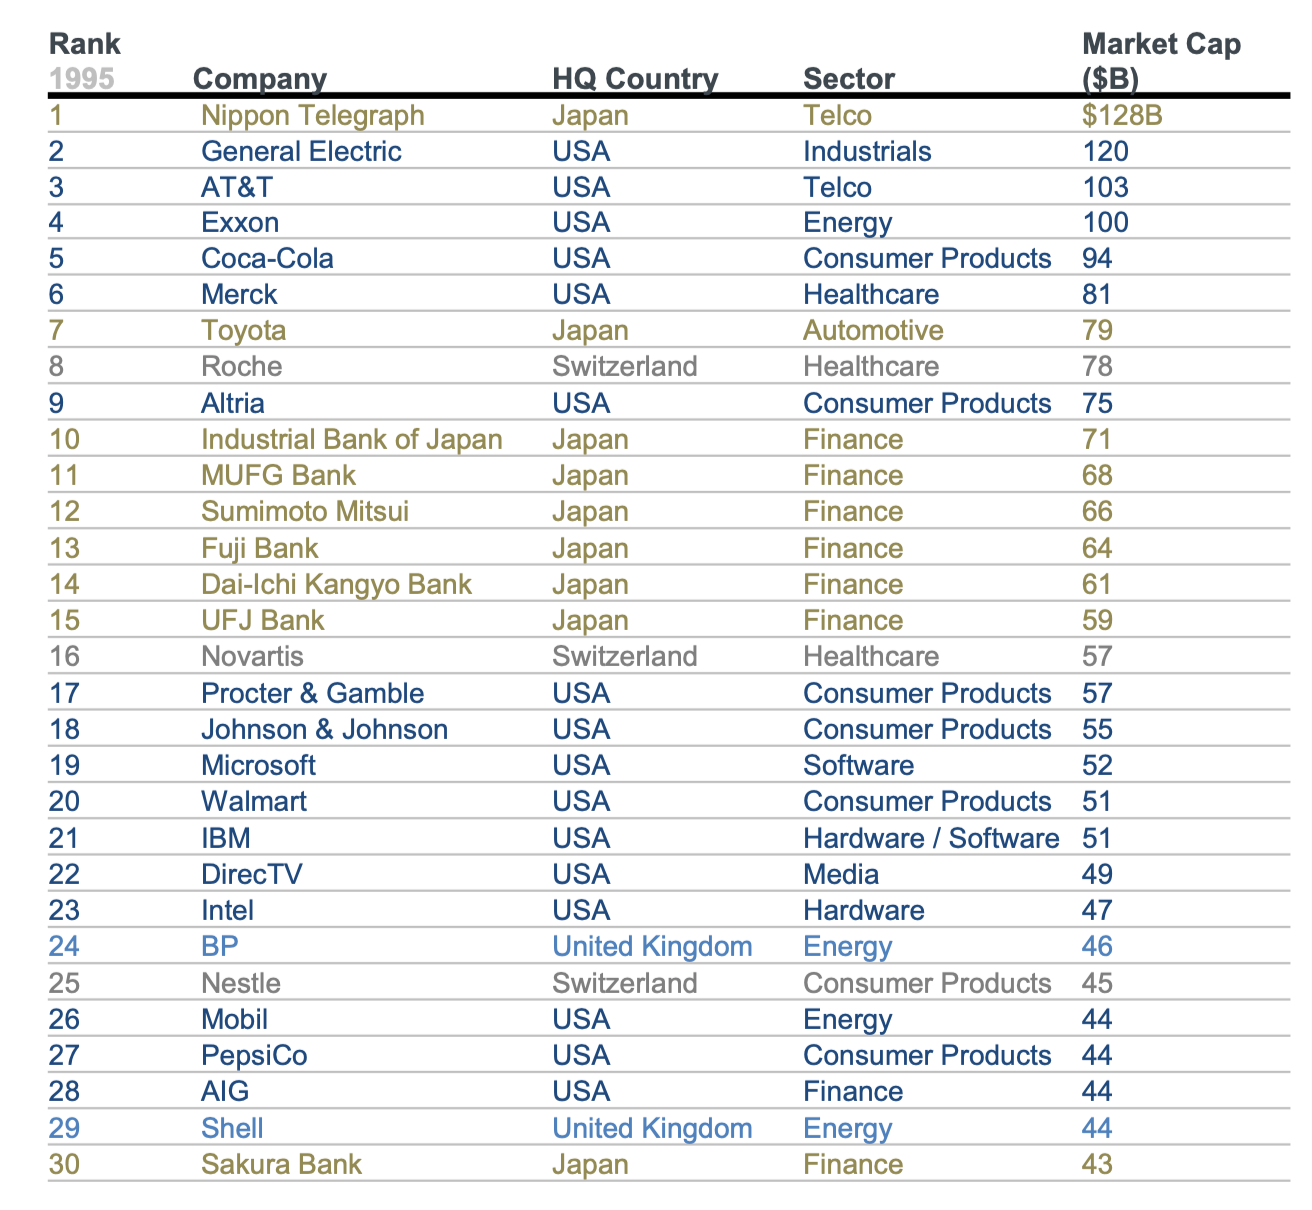 Rank Market Cap
1995 Company HQ Country Sector ($B)
1 Nippon Telegraph Japan Telco $128B
2 General Electric USA Industrials 120
3 AT&T USA Telco 103
4 Exxon USA Energy 100
5 Coca-Cola USA Consumer Products 94
6 Merck USA Healthcare 81
7 Toyota Japan Automotive 79
8 Roche Switzerland Healthcare 78
9 Altria USA Consumer Products 75
10 Industrial Bank of Japan Japan Finance 71
11 MUFG Bank Japan Finance 68
12 Sumimoto Mitsui Japan Finance 66
13 Fuji Bank Japan Finance 64
14 Dai-Ichi Kangyo Bank Japan Finance 61
15 UFJ Bank Japan Finance 59
16 Novartis Switzerland Healthcare 57
17 Procter & Gamble USA Consumer Products 57
18 Johnson & Johnson USA Consumer Products 55
19 Microsoft USA Software 52
20 Walmart USA Consumer Products 51
21 IBM USA Hardware / Software 51
22 DirecTV USA Media 49
23 Intel USA Hardware 47
24 BP United Kingdom Energy 46
25 Nestle Switzerland Consumer Products 45
26 Mobil USA Energy 44
27 PepsiCo USA Consumer Products 44
28 AIG USA Finance 44
29 Shell United Kingdom Energy 44
30 Sakura Bank Japan Finance 43